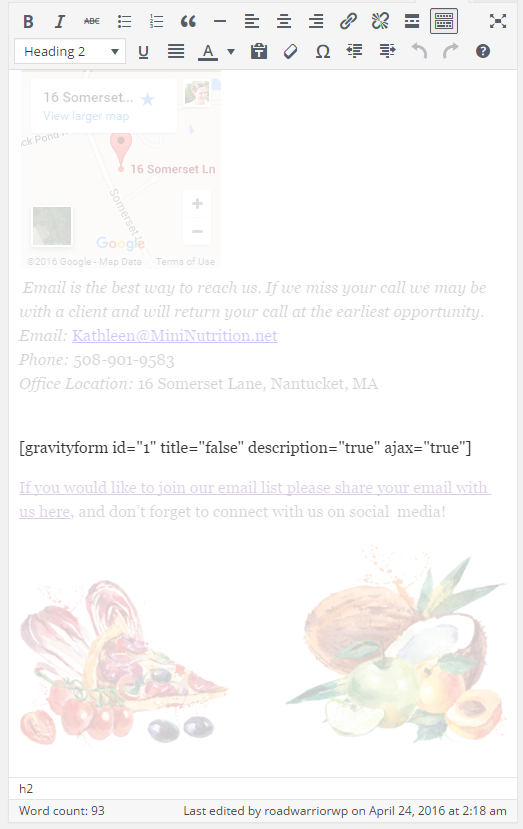 B I ABC
Heading 2 U A
16 Somerset...
View larger map
ck Pond R
16 Somerset Ln
Somerset L
+
−
Google
©2016 Google - Map Data Terms of Use
Email is the best way to reach us. If we miss your call we may be
with a client and will return your call at the earliest opportunity.
Email: Kathleen@MiniNutrition.net
Phone: 508-901-9583
Office Location: 16 Somerset Lane, Nantucket, MA
[gravityform id="1" title="false" description="true" ajax="true"]
If you would like to join our email list please share your email with
us here, and don't forget to connect with us on social media!
h2
Word count: 93 Last edited by roadwarriorwp on April 24, 2016 at 2:18 am